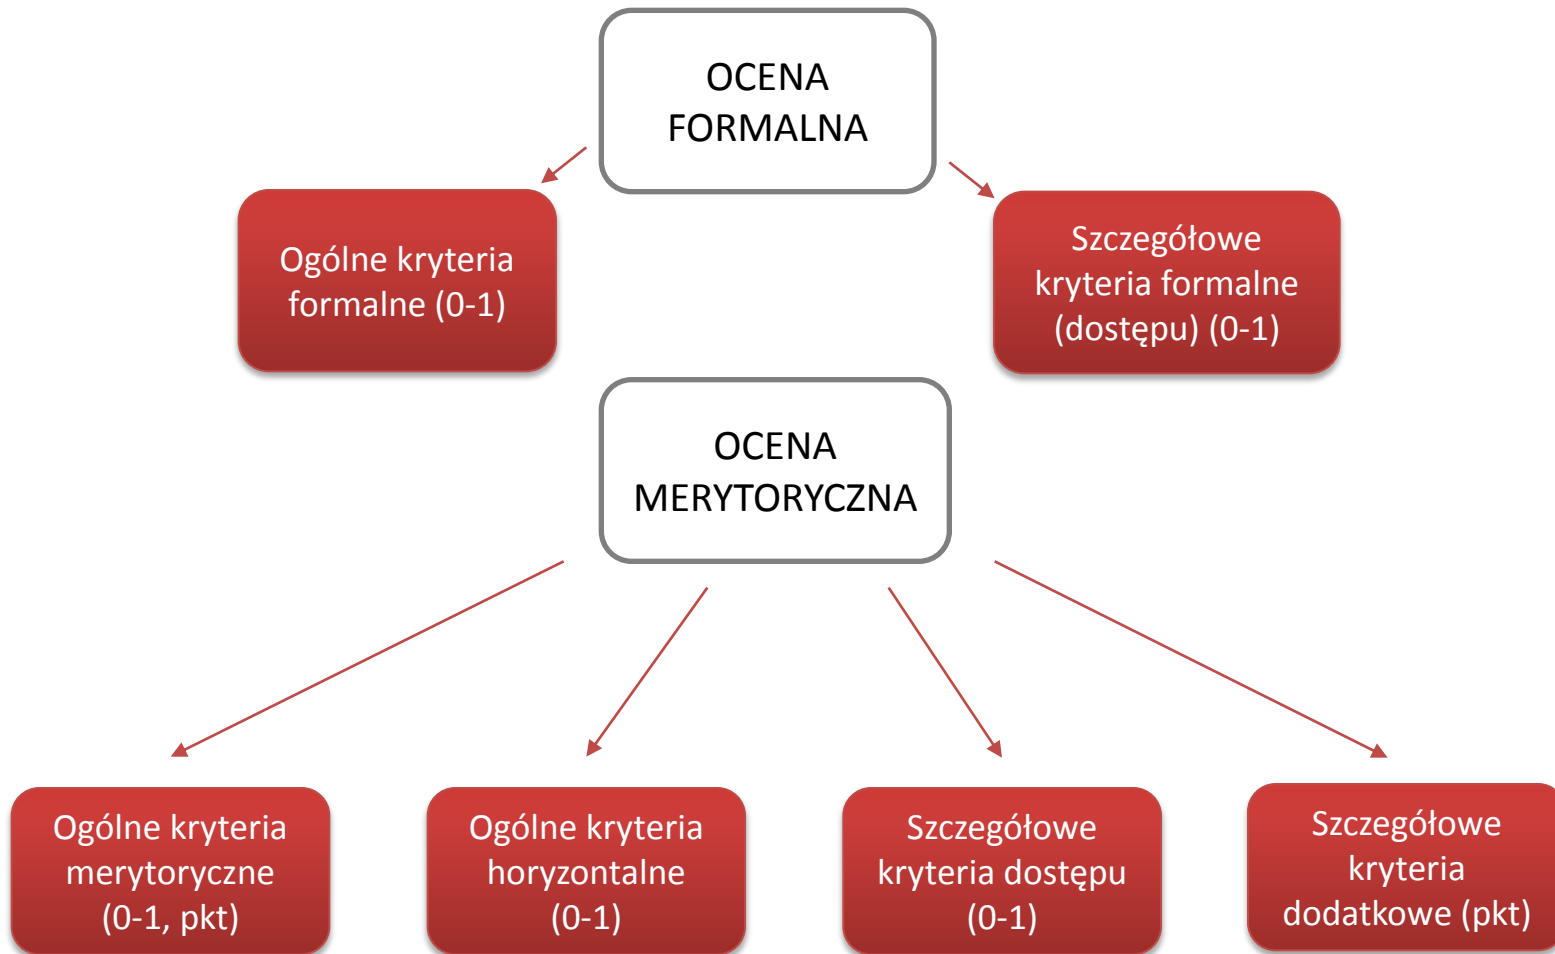 OCENA
FORMALNA
Ogólne kryteria
formalne (0-1)
Szczegółowe
kryteria formalne
(dostępu) (0-1)
OCENA
MERYTORYCZNA
Ogólne kryteria
merytoryczne
(0-1, pkt)
Ogólne kryteria
horyzontalne
(0-1)
Szczegółowe
kryteria dostępu
(0-1)
Szczegółowe
kryteria
dodatkowe (pkt)